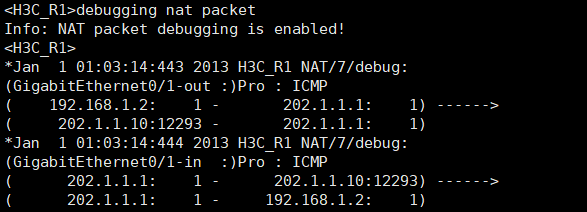 <H3C_R1>debugging nat packet
Info: NAT packet debugging is enabled!
<H3C_R1>
*Jan  1 01:03:14:443 2013 H3C_R1 NAT/7/debug:
(GigabitEthernet0/1-out :)Pro : ICMP
(    192.168.1.2:    1 -       202.1.1.1:    1) ------>
(     202.1.1.10:12293 -       202.1.1.1:    1)
*Jan  1 01:03:14:444 2013 H3C_R1 NAT/7/debug:
(GigabitEthernet0/1-in  :)Pro : ICMP
(      202.1.1.1:    1 -      202.1.1.10:12293) ------>
(      202.1.1.1:    1 -     192.168.1.2:    1)